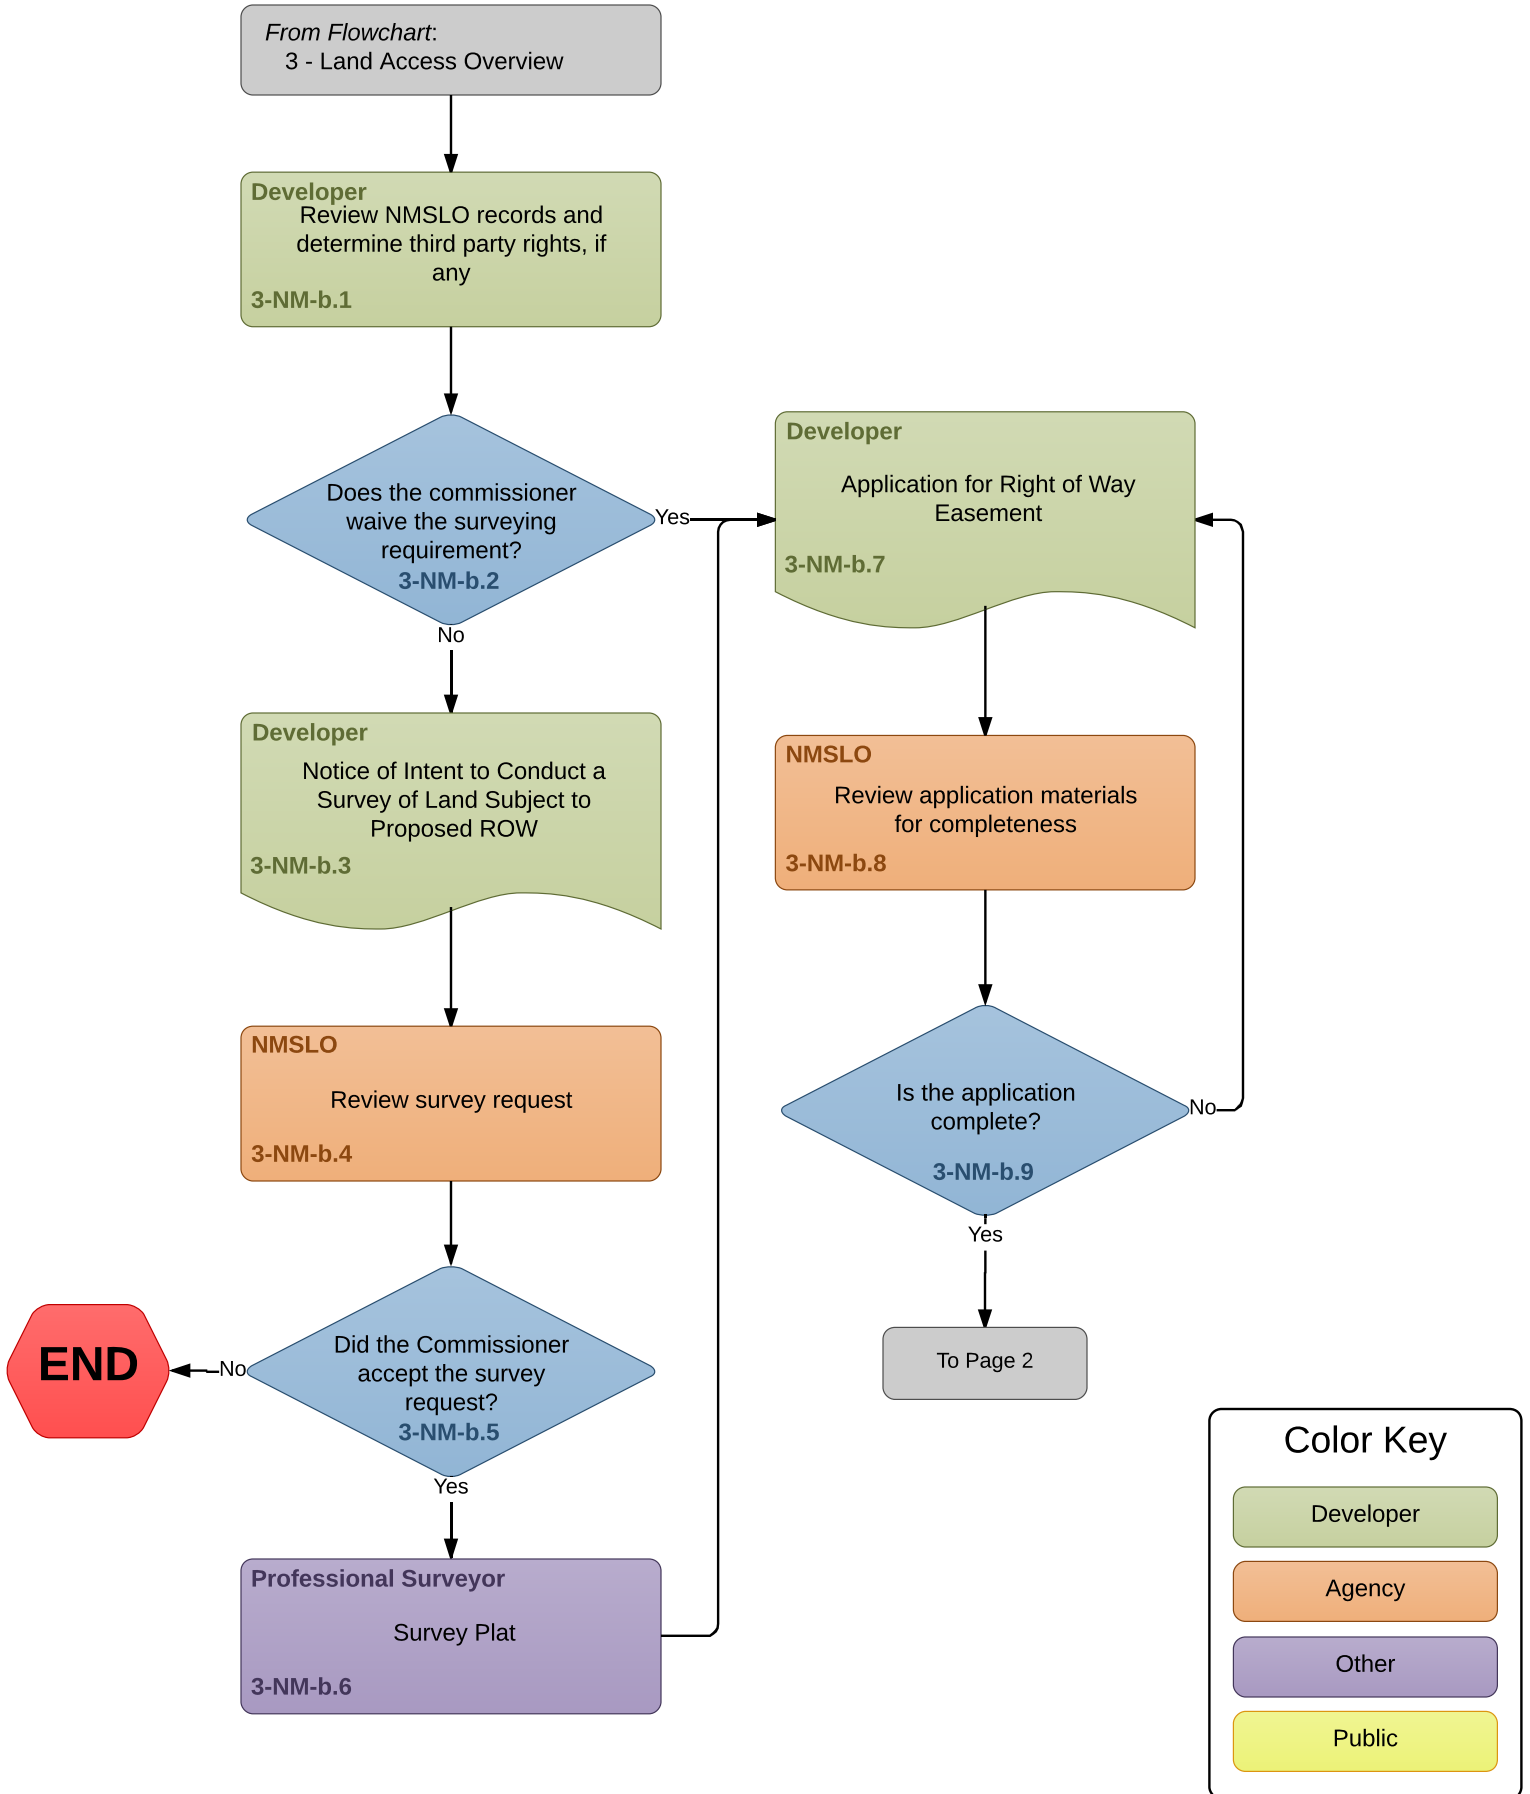 From Flowchart:
3 - Land Access Overview
Developer
Review NMSLO records and
determine third party rights, if
any
3-NM-b.1
Does the commissioner
waive the surveying
requirement?
3-NM-b.2
Yes
No
Developer
Notice of Intent to Conduct a
Survey of Land Subject to
Proposed ROW
3-NM-b.3
NMSLO
Review survey request
3-NM-b.4
Did the Commissioner
accept the survey
request?
3-NM-b.5
No
END
Yes
Professional Surveyor
Survey Plat
3-NM-b.6
Developer
Application for Right of Way
Easement
3-NM-b.7
NMSLO
Review application materials
for completeness
3-NM-b.8
Is the application
complete?
3-NM-b.9
No
Yes
To Page 2
Color Key
Developer
Agency
Other
Public